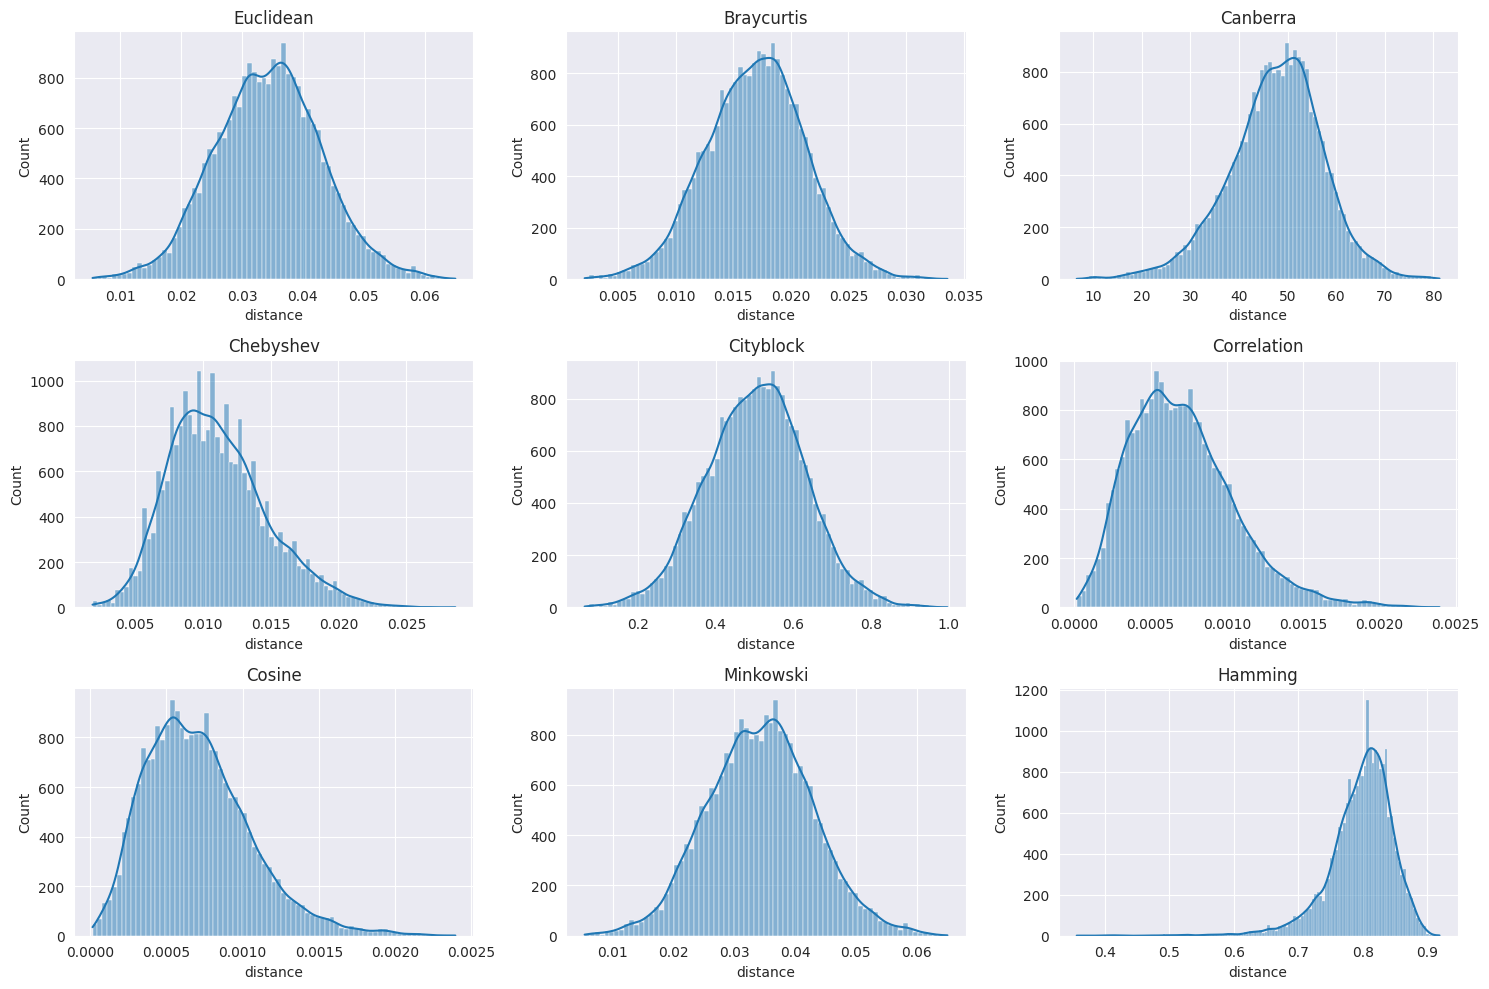 Euclidean
Count
800
600
400
200
0
0.01 0.02 0.03 0.04 0.05 0.06
distance
Braycurtis
Count
800
600
400
200
0
0.005 0.010 0.015 0.020 0.025 0.030 0.035
distance
Canberra
Count
800
600
400
200
0
10 20 30 40 50 60 70 80
distance
Chebyshev
Count
1000
800
600
400
200
0
0.005 0.010 0.015 0.020 0.025
distance
Cityblock
Count
800
600
400
200
0
0.2 0.4 0.6 0.8 1.0
distance
Correlation
Count
1000
800
600
400
200
0
0.0000 0.0005 0.0010 0.0015 0.0020 0.0025
distance
Cosine
Count
800
600
400
200
0
0.0000 0.0005 0.0010 0.0015 0.0020 0.0025
distance
Minkowski
Count
800
600
400
200
0
0.01 0.02 0.03 0.04 0.05 0.06
distance
Hamming
Count
1200
1000
800
600
400
200
0
0.4 0.5 0.6 0.7 0.8 0.9
distance